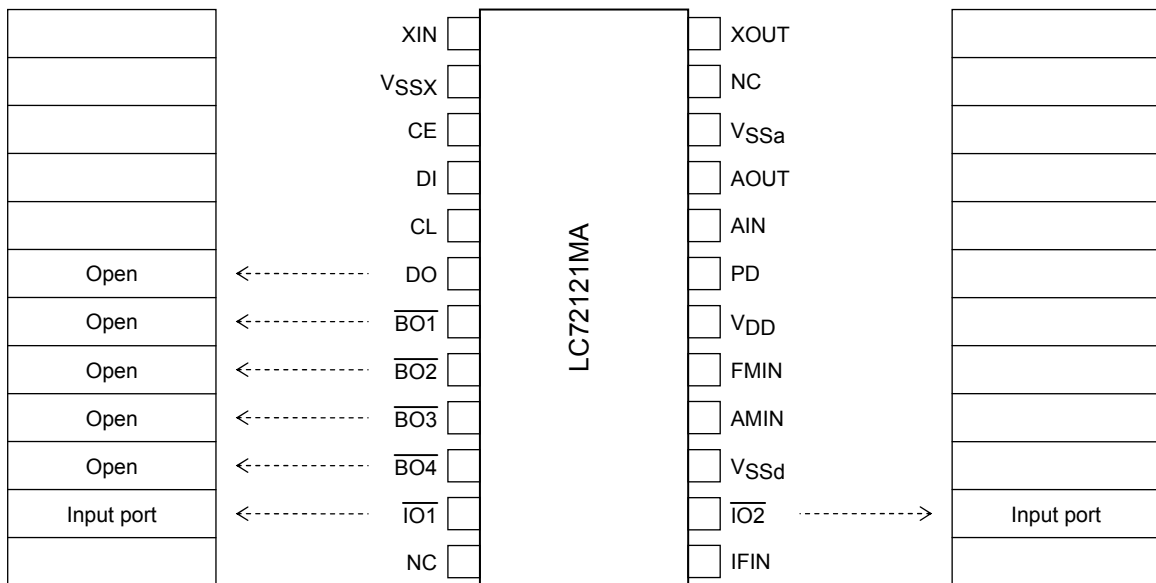 XIN XOUT
VSSX NC
CE VSSa
DI AOUT
CL AIN
Open DO PD
Open BO1 VDD
Open BO2 FMIN
Open BO3 AMIN
Open BO4 VSSd
Input port IO1 IO2 Input port
NC IFIN
LC72121MA